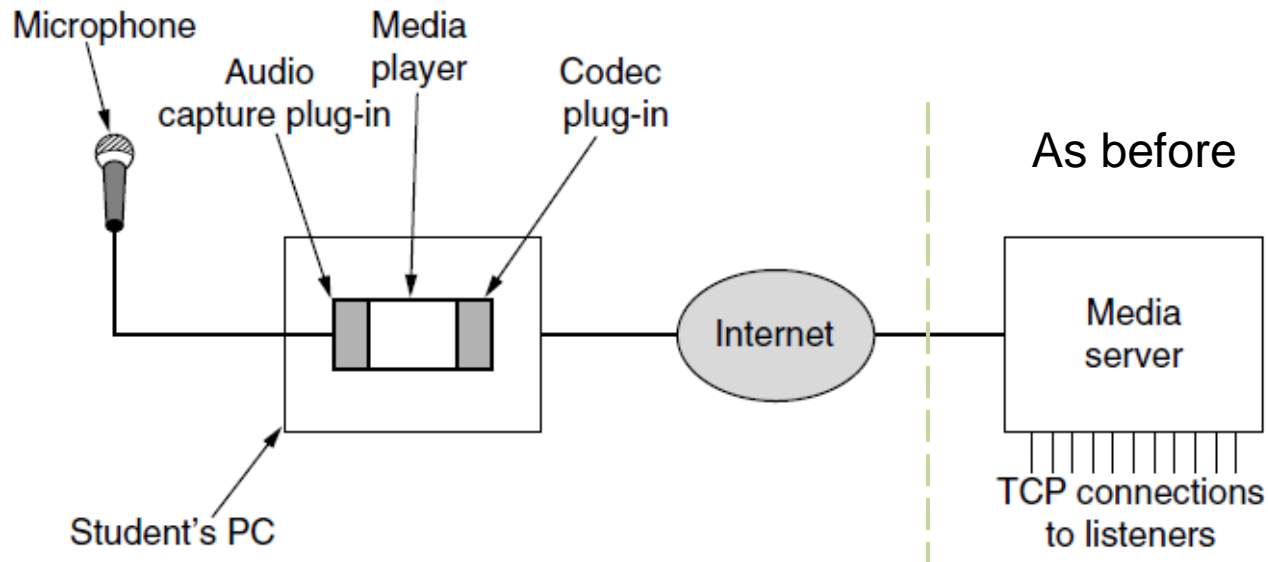 Microphone
Media
player
Audio
capture plug-in
Codec
plug-in
As before
Internet
Media
server
Student’s PC
TCP connections
to listeners